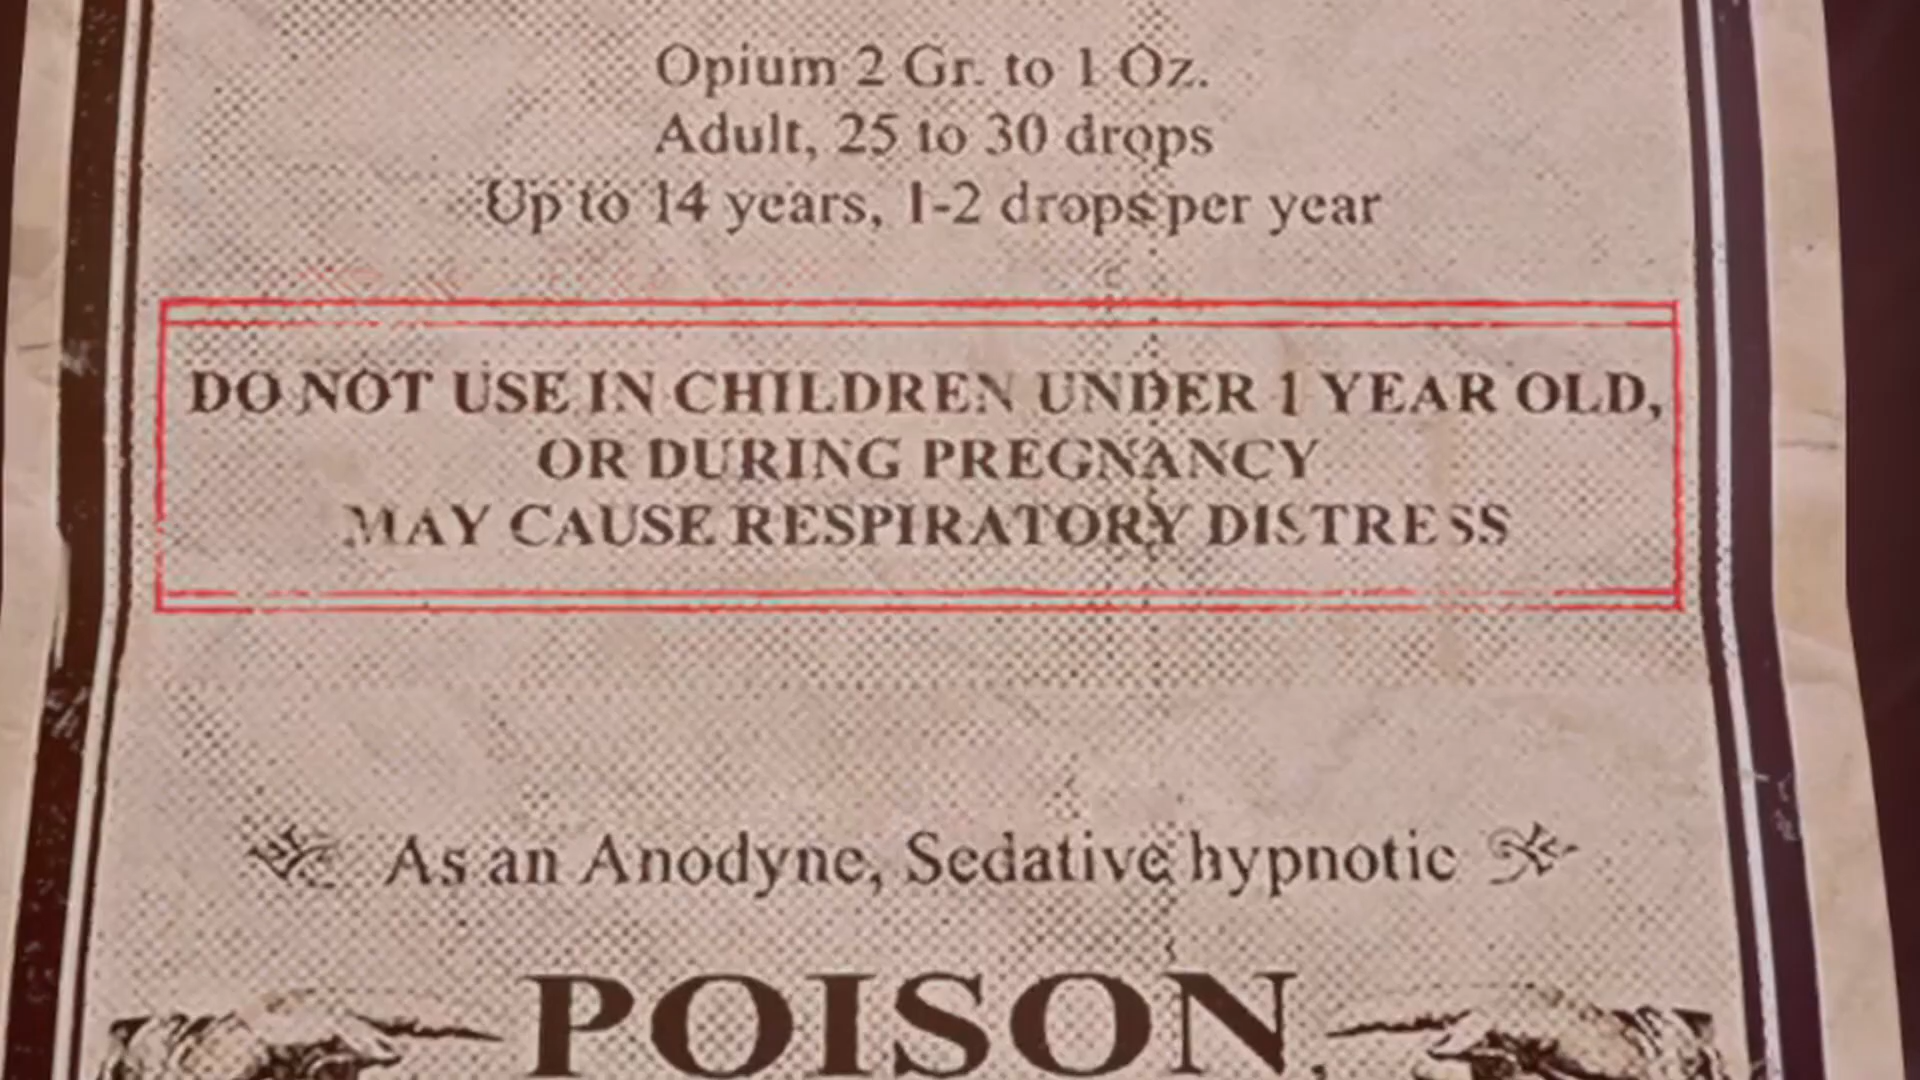 Opium 2 Gr. to 1 Oz.
Adult, 25 to 30 drops
Up to 14 years, 1-2 drops per year
DO NOT USE IN CHILDREN UNDER 1 YEAR OLD,
OR DURING PREGNANCY
MAY CAUSE RESPIRATORY DISTRESS
As an Anodyne, Sedative hypnotic
POISON,